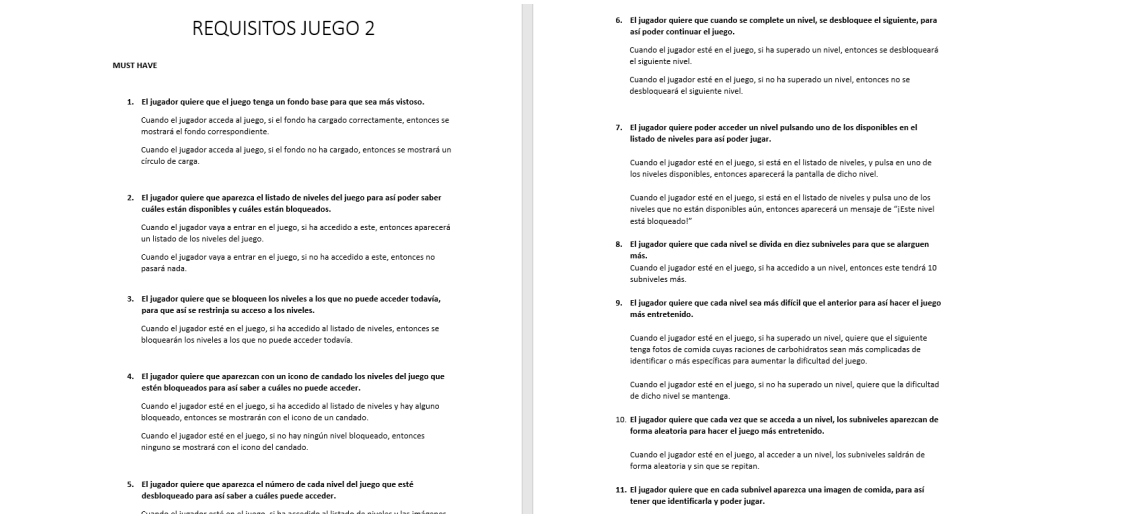 REQUISITOS JUEGO 2
MUST HAVE
1. El jugador quiere que el juego tenga un fondo base para que sea más vistoso.
Cuando el jugador acceda al juego, si el fondo ha cargado correctamente, entonces se
mostrará el fondo correspondiente.
Cuando el jugador acceda al juego, si el fondo no ha cargado, entonces se mostrará un
círculo de carga.
2. El jugador quiere que aparezca el listado de niveles del juego para así poder saber
cuáles están disponibles y cuáles están bloqueados.
Cuando el jugador vaya a entrar en el juego, si ha accedido a este, entonces aparecerá
un listado de los niveles del juego.
Cuando el jugador vaya a entrar en el juego, si no ha accedido a este, entonces no
pasará nada.
3. El jugador quiere que se bloqueen los niveles a los que no puede acceder todavía,
para que así se restrinja su acceso a los niveles.
Cuando el jugador esté en el juego, si ha accedido al listado de niveles, entonces se
bloquearán los niveles a los que no puede acceder todavía.
4. El jugador quiere que aparezcan con un icono de candado los niveles del juego que
estén bloqueados para así saber a cuáles no puede acceder.
Cuando el jugador esté en el juego, si ha accedido al listado de niveles y hay alguno
bloqueado, entonces se mostrarán con el icono de un candado.
Cuando el jugador esté en el juego, si no hay ningún nivel bloqueado, entonces
ninguno se mostrará con el icono del candado.
5. El jugador quiere que aparezca el número de cada nivel del juego que esté
desbloqueado para así saber a cuáles puede acceder.
Cuando el jugador esté en el juego, si ha accedido al listado de niveles y las imágenes
6. El jugador quiere que cuando se complete un nivel, se desbloquee el siguiente, para
así poder continuar el juego.
Cuando el jugador esté en el juego, si ha superado un nivel, entonces se desbloqueará
el siguiente nivel.
Cuando el jugador esté en el juego, si no ha superado un nivel, entonces no se
desbloqueará el siguiente nivel.
7. El jugador quiere poder acceder un nivel pulsando uno de los disponibles en el
listado de niveles para así poder jugar.
Cuando el jugador esté en el juego, si está en el listado de niveles, y pulsa en uno de
los niveles disponibles, entonces aparecerá la pantalla de dicho nivel.
Cuando el jugador esté en el juego, si está en el listado de niveles y pulsa uno de los
niveles que no están disponibles aún, entonces aparecerá un mensaje de "¡Este nivel
está bloqueado!"
8. El jugador quiere que cada nivel se divida en diez subniveles para que se alarguen
más.
Cuando el jugador esté en el juego, si ha accedido a un nivel, entonces este tendrá 10
subniveles más.
9. El jugador quiere que cada nivel sea más difícil que el anterior para así hacer el juego
más entretenido.
Cuando el jugador esté en el juego, si ha superado un nivel, quiere que el siguiente
tenga fotos de comida cuyas raciones de carbohidratos sean más complicadas de
identificar o más específicas para aumentar la dificultad del juego.
Cuando el jugador esté en el juego, si no ha superado un nivel, quiere que la dificultad
de dicho nivel se mantenga.
10. El jugador quiere que cada vez que se acceda a un nivel, los subniveles aparezcan de
forma aleatoria para hacer el juego más entretenido.
Cuando el jugador esté en el juego, al acceder a un nivel, los subniveles saldrán de
forma aleatoria y sin que se repitan.
11. El jugador quiere que en cada subnivel aparezca una imagen de comida, para así
tener que identificarla y poder jugar.